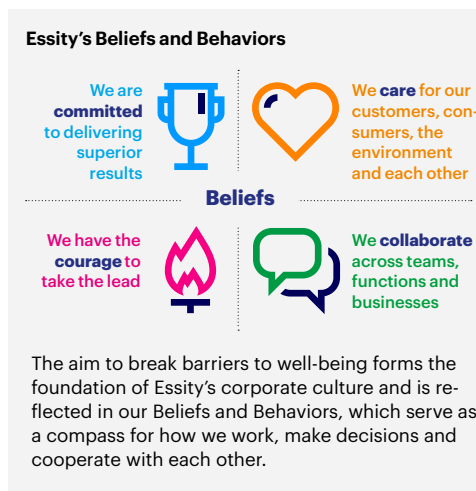 Essity's Beliefs and Behaviors
We are
committed
to delivering
superior
results
We care for our
customers, con-
sumers, the
environment
and each other
Beliefs
We have the
courage to
take the lead
We collaborate
across teams,
functions and
businesses
The aim to break barriers to well-being forms the
foundation of Essity's corporate culture and is re-
flected in our Beliefs and Behaviors, which serve as
a compass for how we work, make decisions and
cooperate with each other.